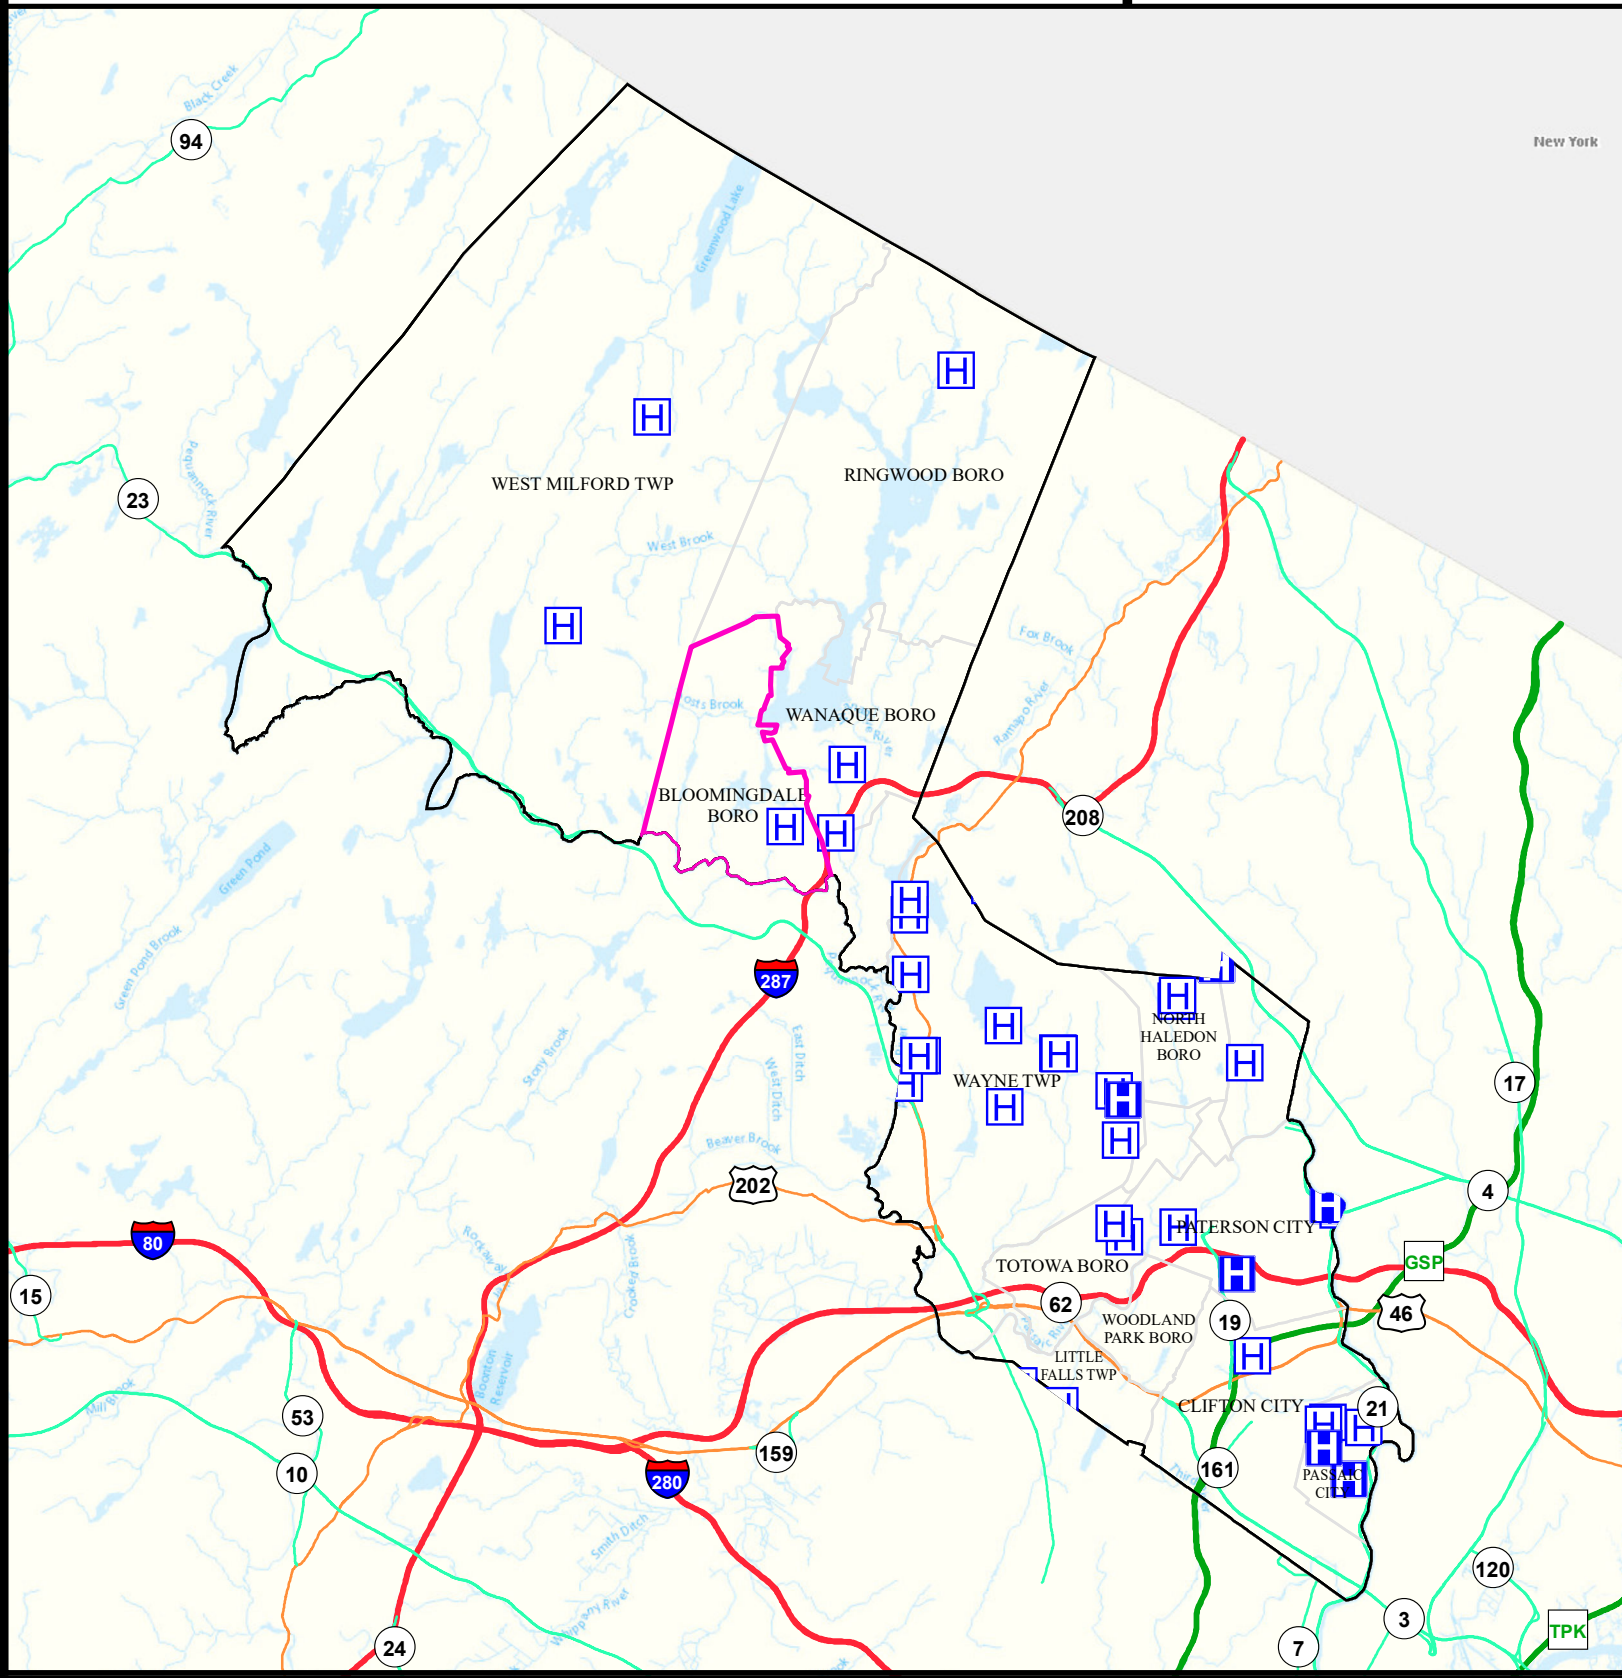 New York
Black Creek
94
Greenwood Lake
H
H
RINGWOOD BORO
WEST MILFORD TWP
23
Pequannock River
West Brook
H
Fox Brook
Ramapo River
WANAQUE BORO
H
BLOOMINGDALE
BORO
H
H
208
Green Pond
H
H
Green Pond Brook
287
H
H
NORTH
HALEDON
BORO
H
Stony Brook
East Ditch
West Ditch
H
H
H
WAYNE TWP
H
H
H
H
17
H
Beaver Brook
202
4
H
H
H
H
PATERSON CITY
80
GSP
TOTOWA BORO
H
15
62
Crooked Brook
46
19
WOODLAND
PARK BORO
H
LITTLE
FALLS TWP
Boonton
Reservoir
Mill Brook
53
CLIFTON CITY
21
H
H
H
159
10
280
161
H
PASSAIC
CITY
Smith Ditch
120
Whippany River
3
TPK
24
7